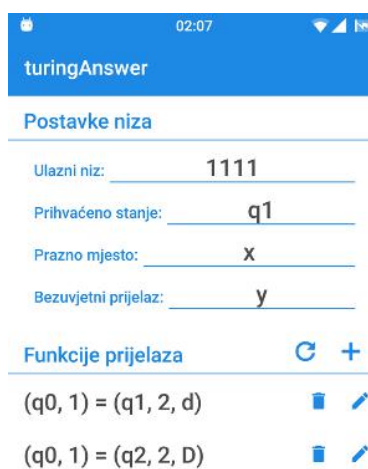 02:07
turingAnswer
Postavke niza
Ulazni niz: 1111
Prihvaćeno stanje: q1
Prazno mjesto: x
Bezuvjetni prijelaz: y
Funkcije prijelaza
(q0, 1) = (q1, 2, d)
(q0, 1) = (q2, 2, D)